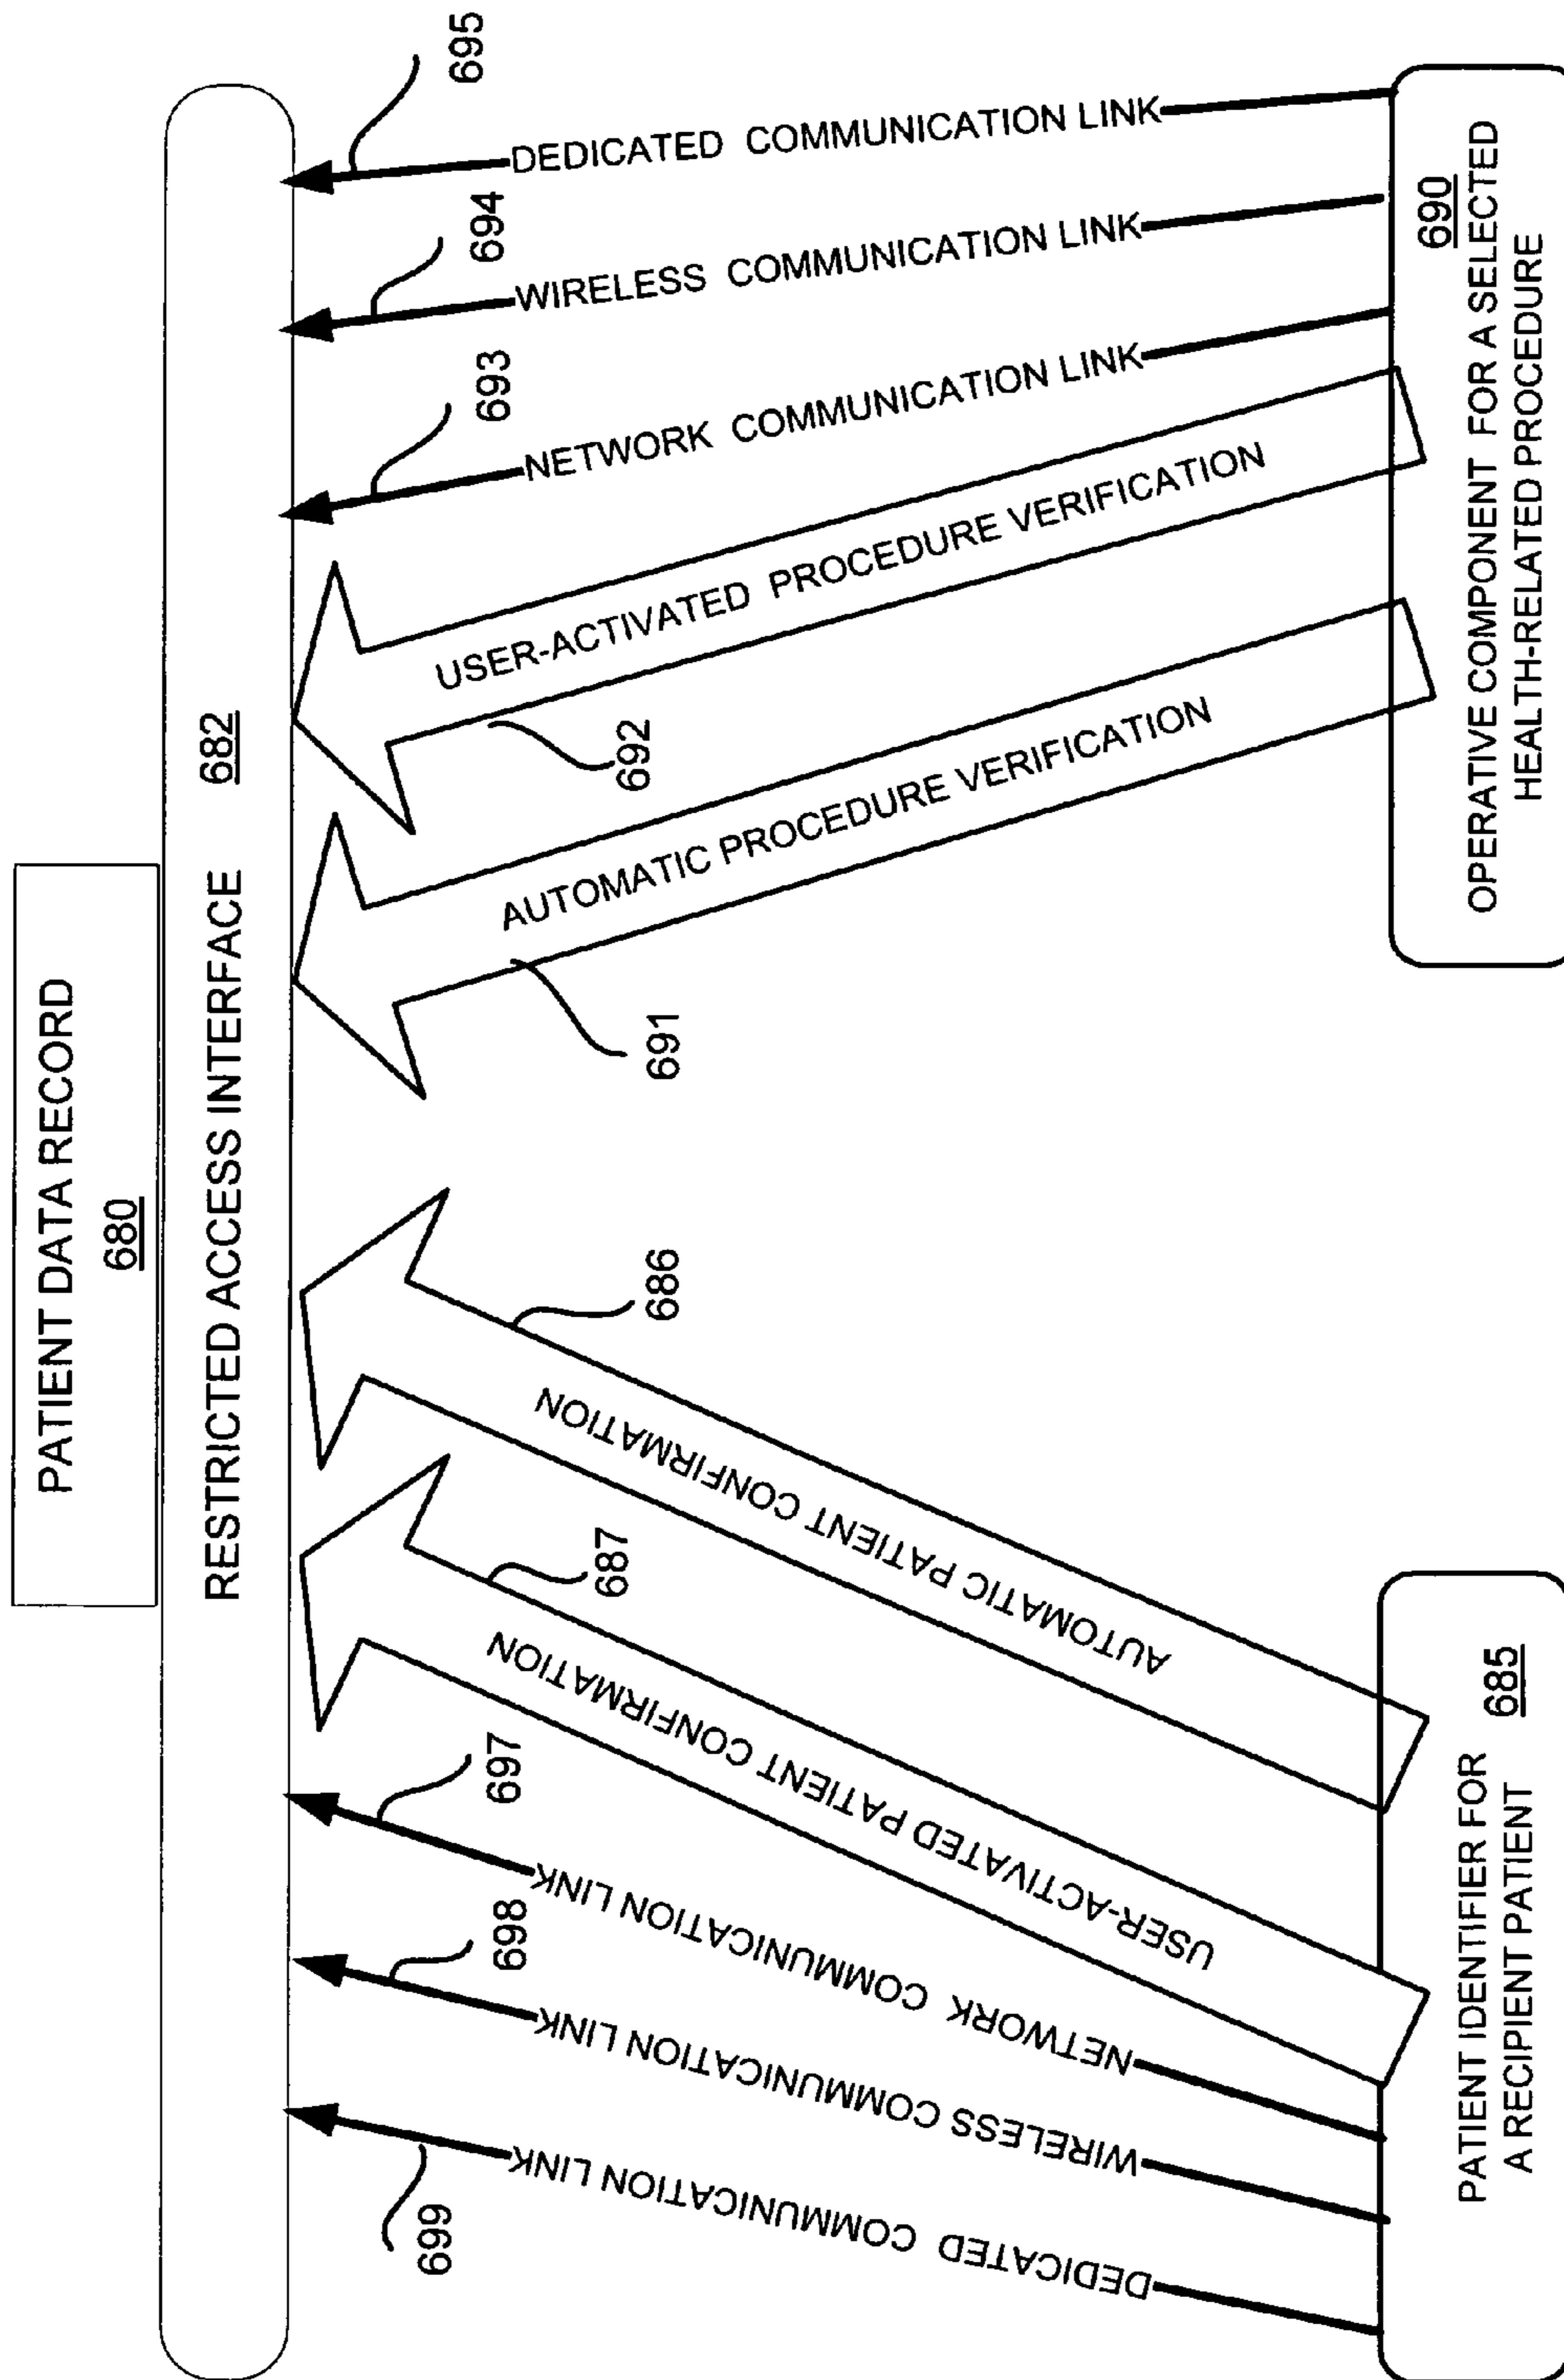 PATIENT DATA RECORD
680
RESTRICTED ACCESS INTERFACE 682
699
698
697
687
686
691
692
693
694
695
DEDICATED COMMUNICATION LINK
WIRELESS COMMUNICATION LINK
NETWORK COMMUNICATION LINK
USER-ACTIVATED PATIENT CONFIRMATION
AUTOMATIC PATIENT CONFIRMATION
AUTOMATIC PROCEDURE VERIFICATION
USER-ACTIVATED PROCEDURE VERIFICATION
NETWORK COMMUNICATION LINK
WIRELESS COMMUNICATION LINK
DEDICATED COMMUNICATION LINK
PATIENT IDENTIFIER FOR
A RECIPIENT PATIENT
685
690
OPERATIVE COMPONENT FOR A SELECTED
HEALTH-RELATED PROCEDURE